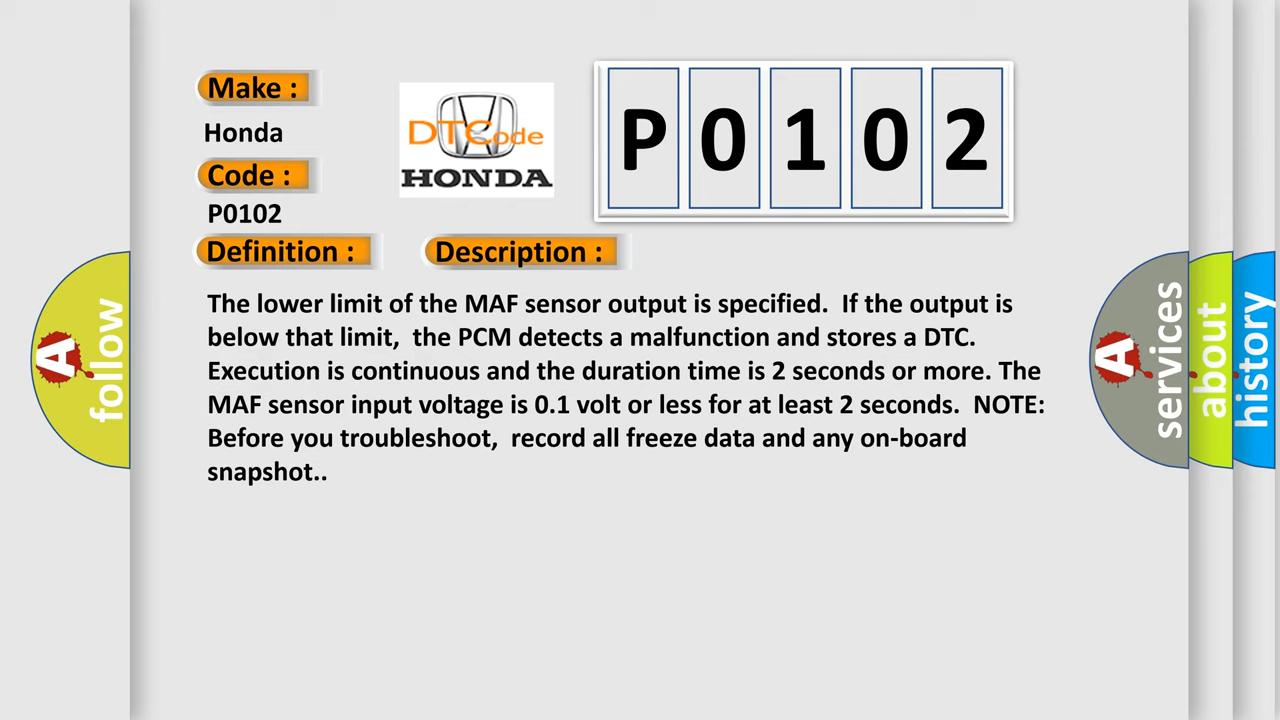 Make :
Honda
Code :
P0102
DTCode
HONDA
P0102
Definition :
Description :
The lower limit of the MAF sensor output is specified. If the output is
below that limit, the PCM detects a malfunction and stores a DTC.
Execution is continuous and the duration time is 2 seconds or more. The
MAF sensor input voltage is 0.1 volt or less for at least 2 seconds. NOTE:
Before you troubleshoot, record all freeze data and any on-board
snapshot..
A follow
A services
about
history